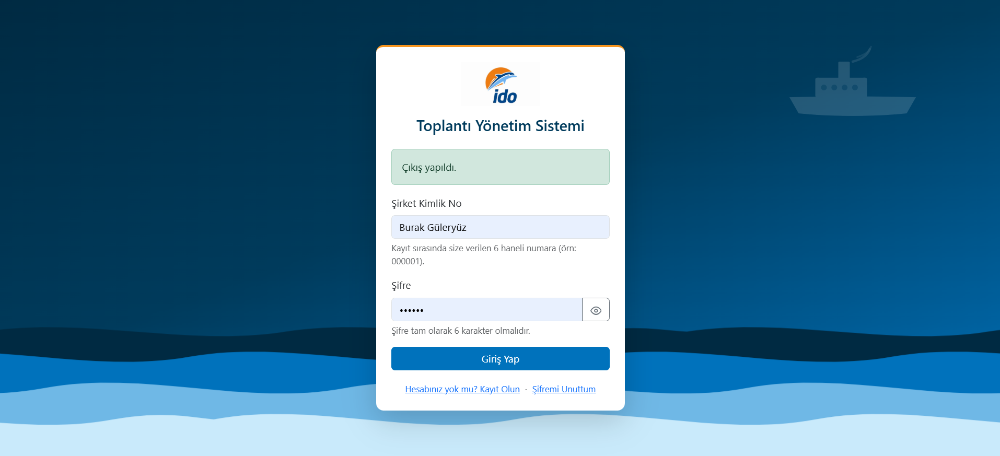 ido
Toplantı Yönetim Sistemi
Çıkış yapıldı.
Şirket Kimlik No
Burak Güleryüz
Kayıt sırasında size verilen 6 haneli numara (örn:
000001).
Şifre
••••••
Şifre tam olarak 6 karakter olmalıdır.
Giriş Yap
Hesabınız yok mu? Kayıt Olun · Şifremi Unuttum